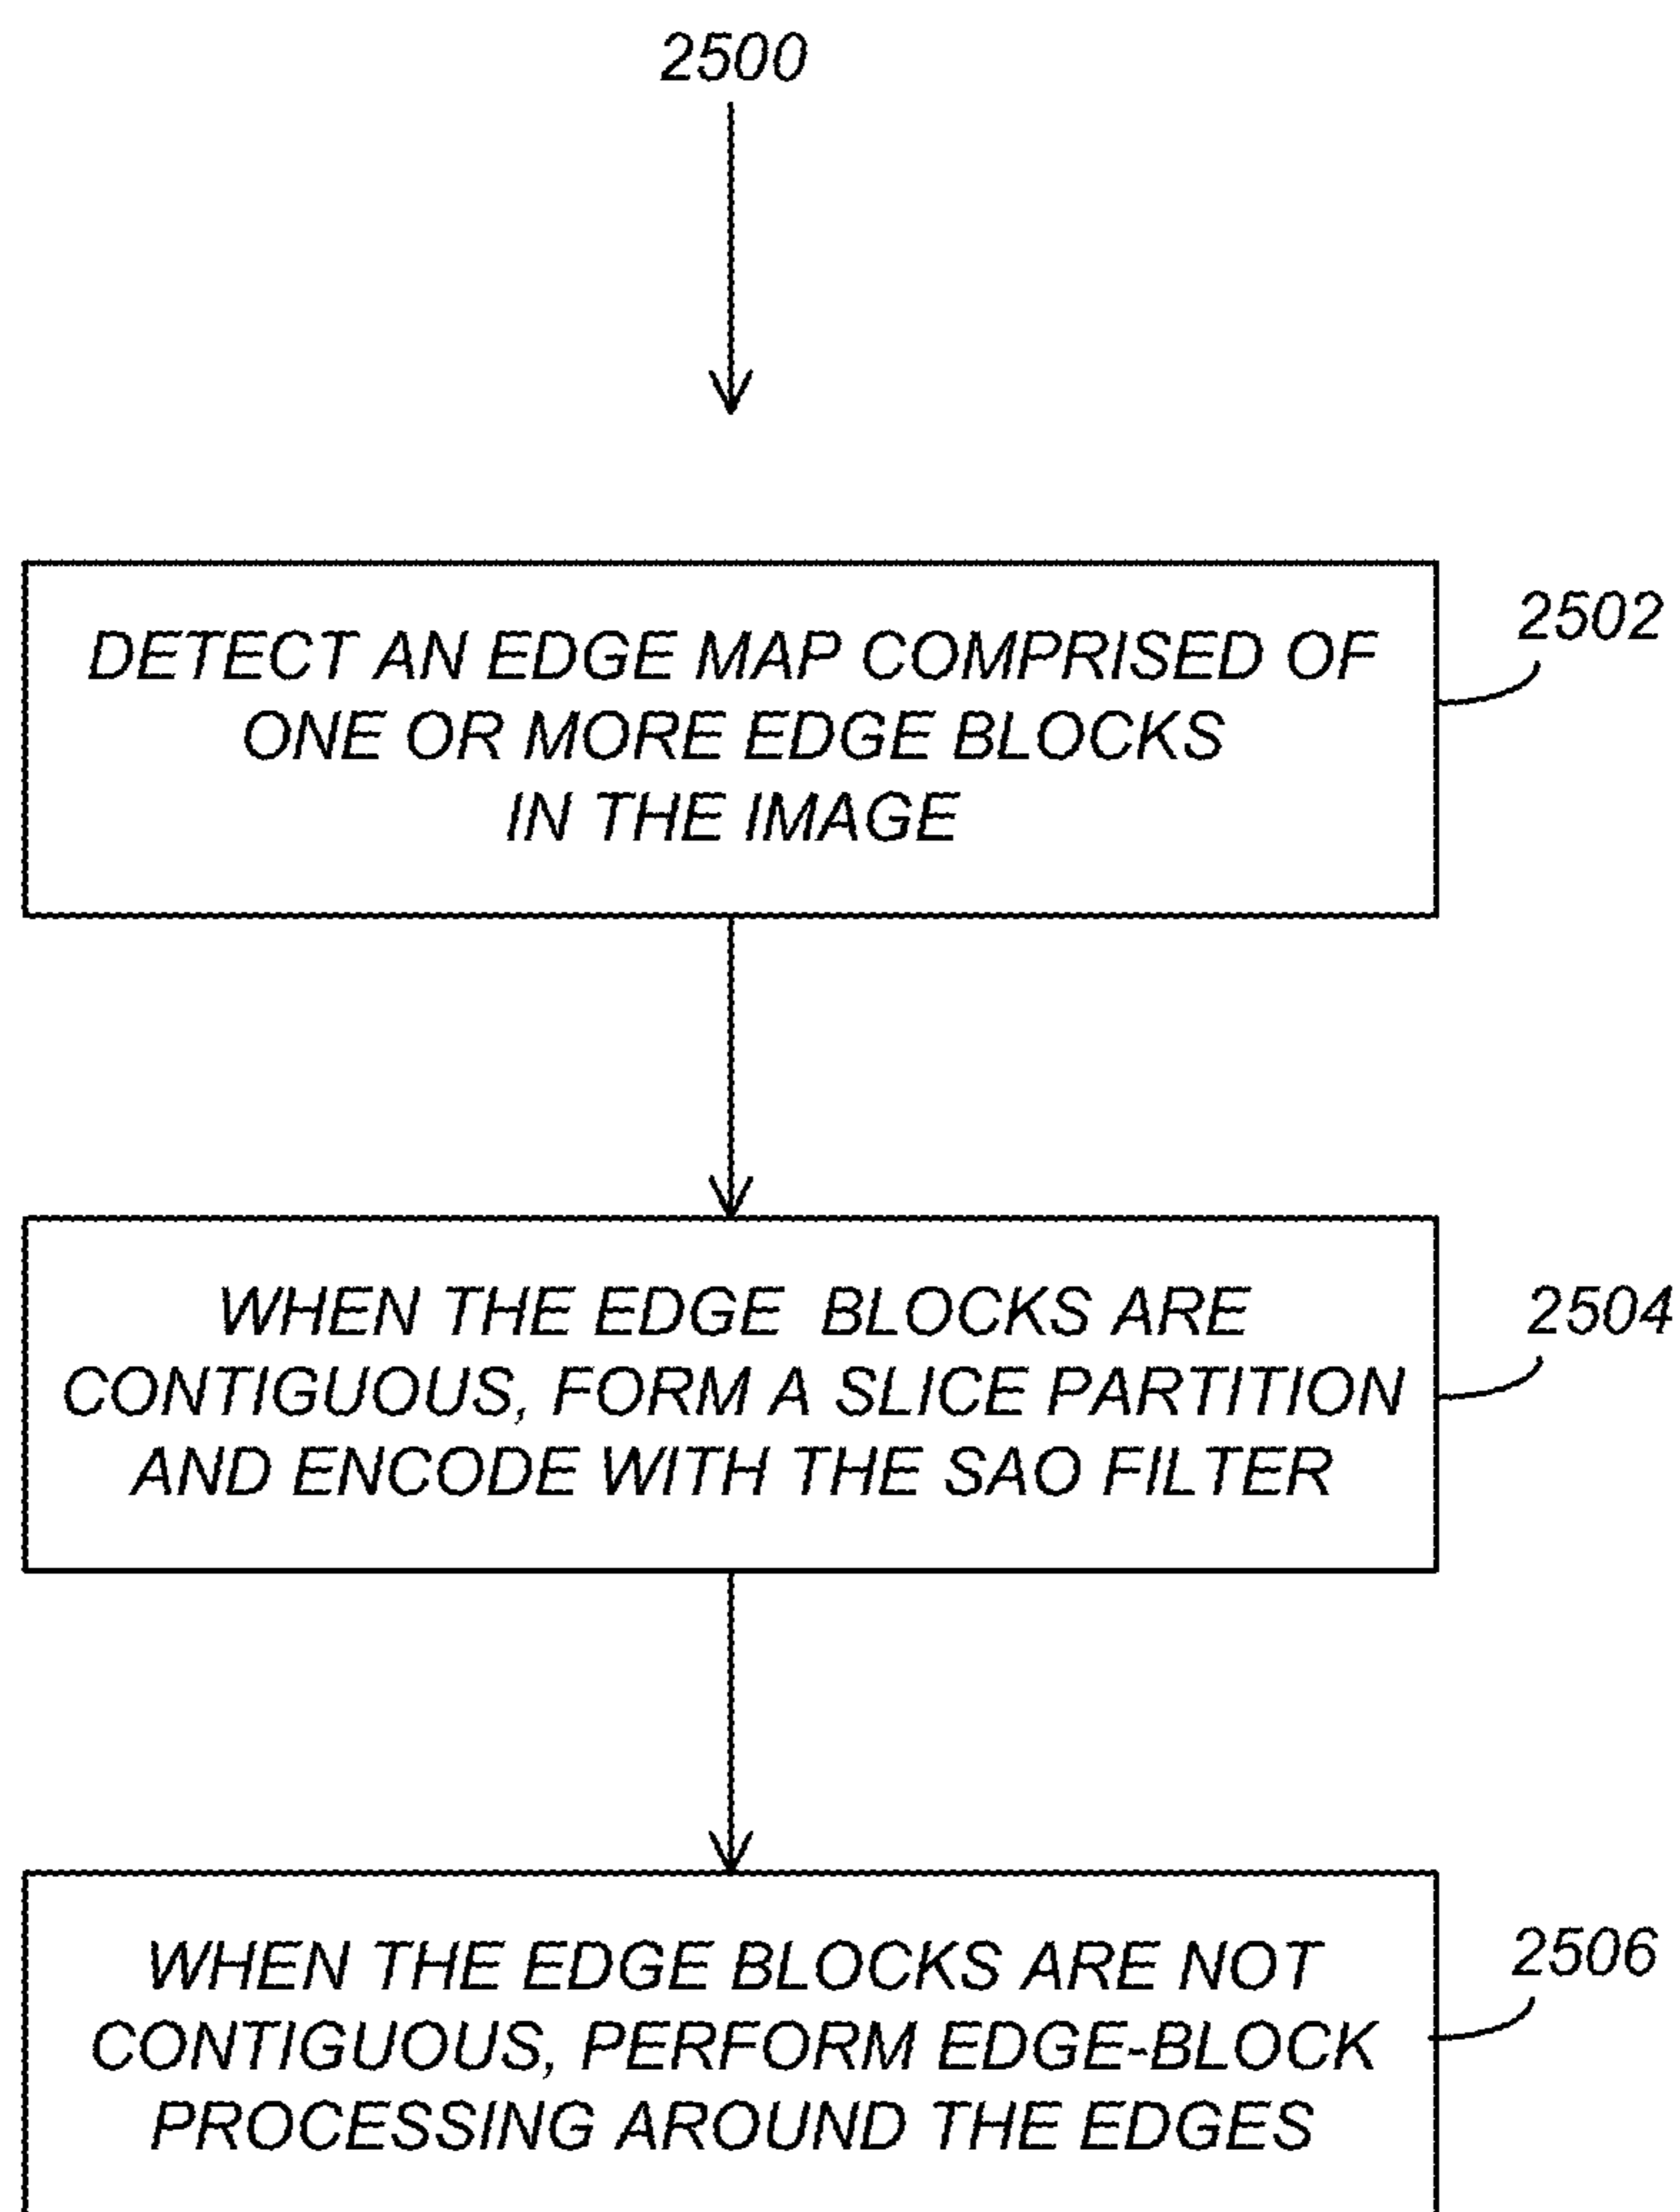 2500
DETECT AN EDGE MAP COMPRISED OF
ONE OR MORE EDGE BLOCKS
IN THE IMAGE
2502
WHEN THE EDGE BLOCKS ARE
CONTIGUOUS, FORM A SLICE PARTITION
AND ENCODE WITH THE SAO FILTER
2504
WHEN THE EDGE BLOCKS ARE NOT
CONTIGUOUS, PERFORM EDGE-BLOCK
PROCESSING AROUND THE EDGES
2506